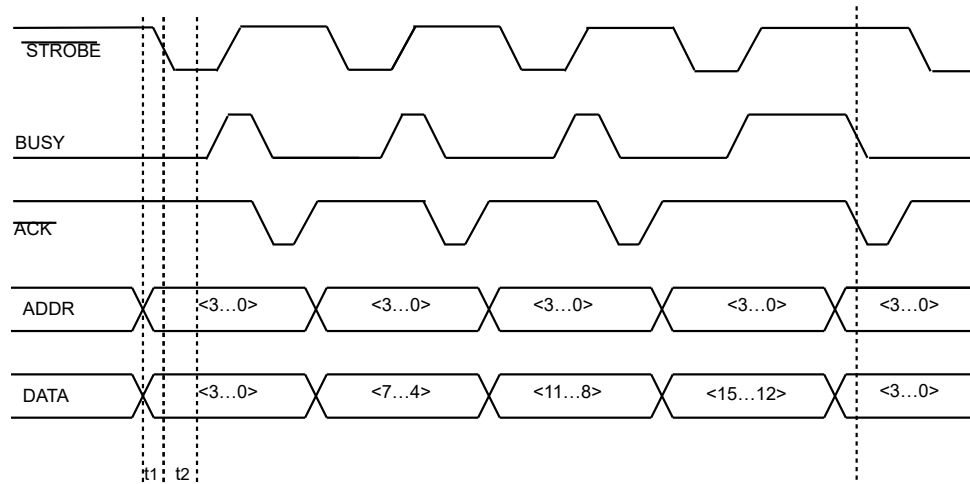 STROBE
BUSY
ACK
ADDR <3...0> <3...0> <3...0> <3...0> <3...0>
DATA <3...0> <7...4> <11...8> <15...12> <3...0>
t1 t2